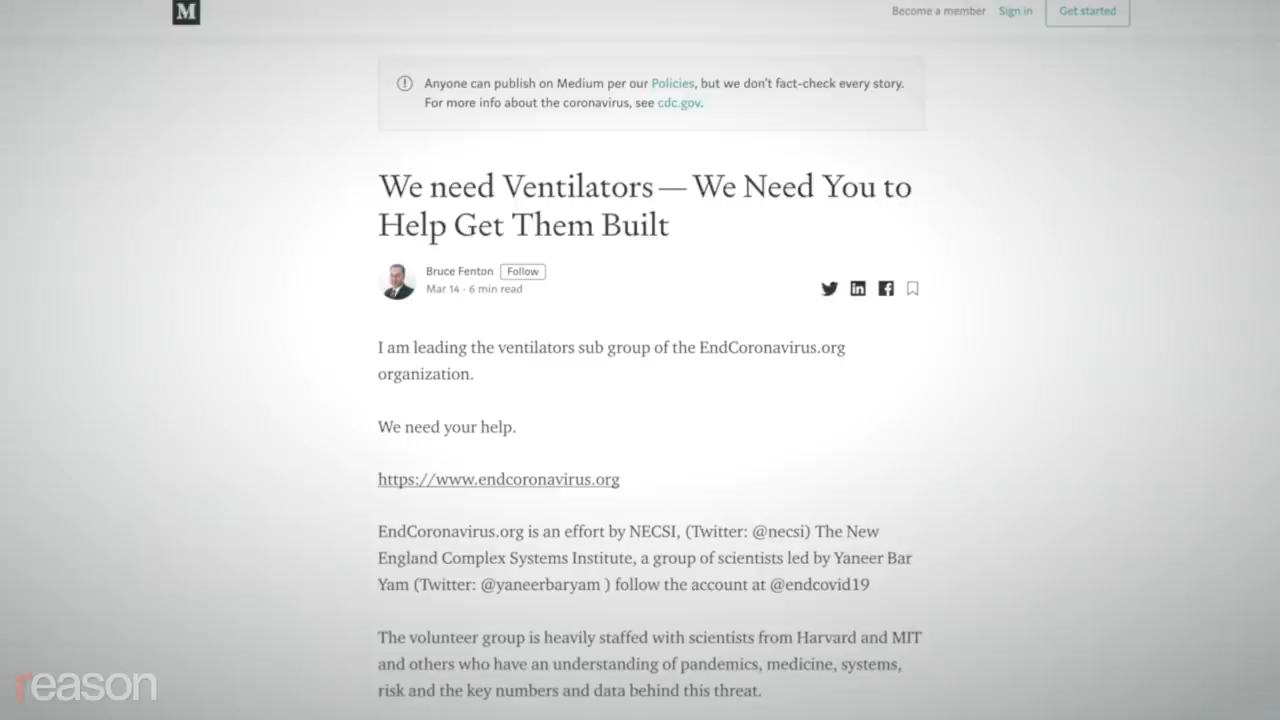 M
Become a member Sign in Get started
Anyone can publish on Medium per our Policies, but we don't fact-check every story.
For more info about the coronavirus, see cdc.gov.
We need Ventilators — We Need You to
Help Get Them Built
Bruce Fenton Follow
Mar 14 · 6 min read
I am leading the ventilators sub group of the EndCoronavirus.org
organization.
We need your help.
https://www.endcoronavirus.org
EndCoronavirus.org is an effort by NECSI, (Twitter: @necsi) The New
England Complex Systems Institute, a group of scientists led by Yaneer Bar
Yam (Twitter: @yaneerbaryam ) follow the account at @endcovid19
The volunteer group is heavily staffed with scientists from Harvard and MIT
and others who have an understanding of pandemics, medicine, systems,
risk and the key numbers and data behind this threat.
reason